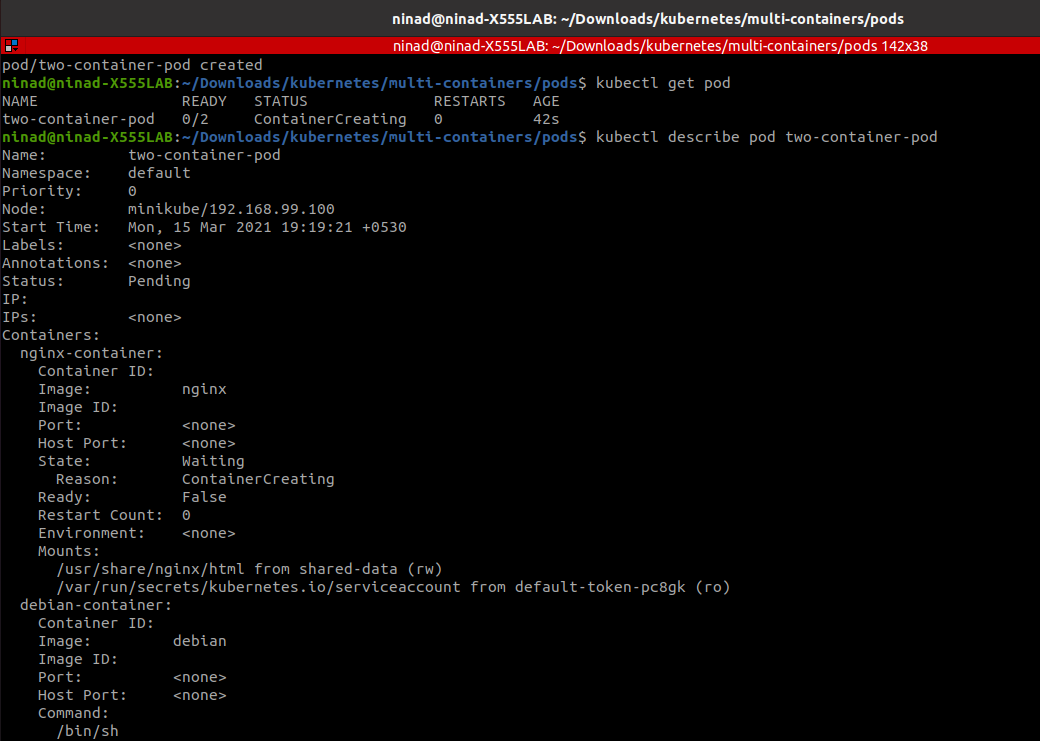 ninad@ninad-X555LAB: ~/Downloads/kubernetes/multi-containers/pods
ninad@ninad-X555LAB: ~/Downloads/kubernetes/multi-containers/pods 142x38
pod/two-container-pod created
ninad@ninad-X555LAB:~/Downloads/kubernetes/multi-containers/pods$ kubectl get pod
NAME                READY   STATUS              RESTARTS   AGE
two-container-pod   0/2     ContainerCreating   0          42s
ninad@ninad-X555LAB:~/Downloads/kubernetes/multi-containers/pods$ kubectl describe pod two-container-pod
Name:         two-container-pod
Namespace:    default
Priority:     0
Node:         minikube/192.168.99.100
Start Time:   Mon, 15 Mar 2021 19:19:21 +0530
Labels:       <none>
Annotations:  <none>
Status:       Pending
IP:
IPs:          <none>
Containers:
  nginx-container:
    Container ID:
    Image:          nginx
    Image ID:
    Port:           <none>
    Host Port:      <none>
    State:          Waiting
      Reason:       ContainerCreating
    Ready:          False
    Restart Count:  0
    Environment:    <none>
    Mounts:
      /usr/share/nginx/html from shared-data (rw)
      /var/run/secrets/kubernetes.io/serviceaccount from default-token-pc8gk (ro)
  debian-container:
    Container ID:
    Image:         debian
    Image ID:
    Port:          <none>
    Host Port:     <none>
    Command:
      /bin/sh